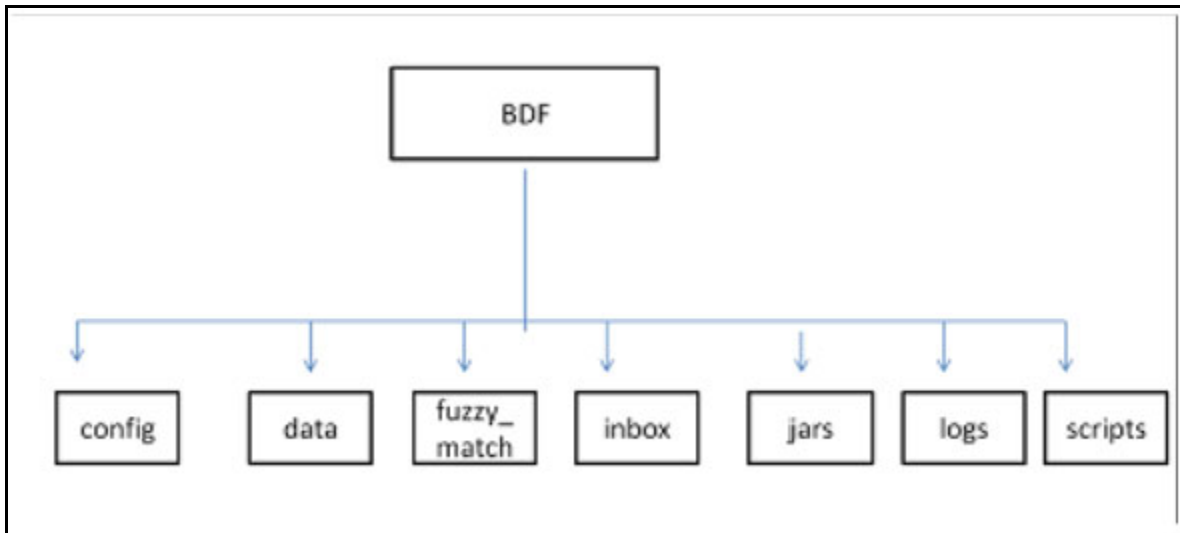 BDF
config
data
fuzzy_
match
inbox
jars
logs
scripts